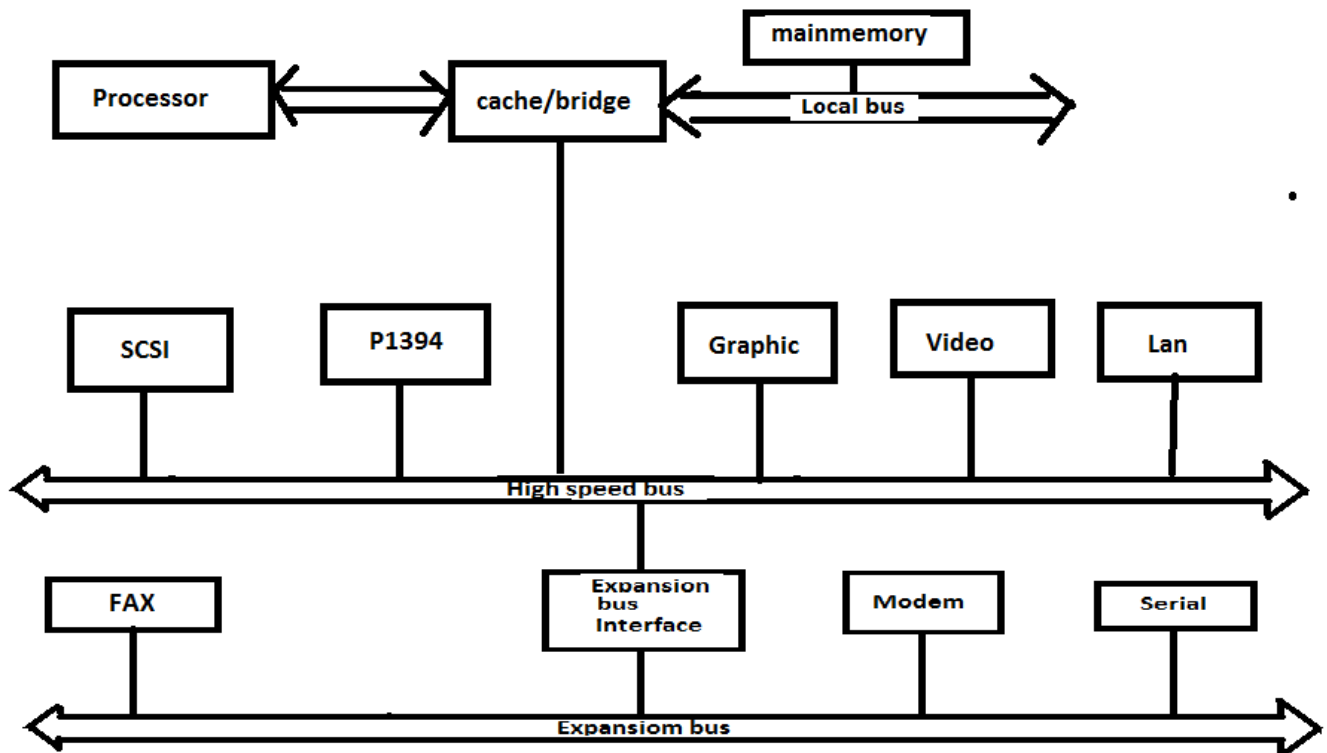 mainmemory
Processor
cache/bridge
Local bus
SCSI
P1394
Graphic
Video
Lan
High speed bus
FAX
Expansion
bus
Interface
Modem
Serial
Expansiom bus